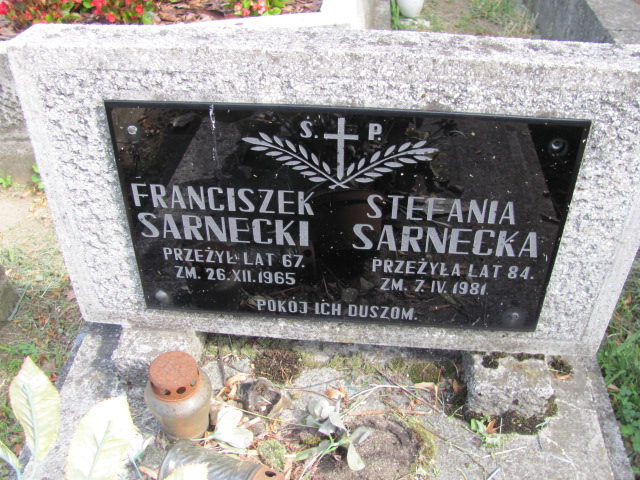 Ś. P.
FRANCISZEK
SARNECKI
PRZEŻYŁ LAT 67.
ZM. 26.XII.1965
STEFANIA
SARNECKA
PRZEŻYŁA LAT 84.
ZM. 7.IV.1981
POKÓJ ICH DUSZOM.